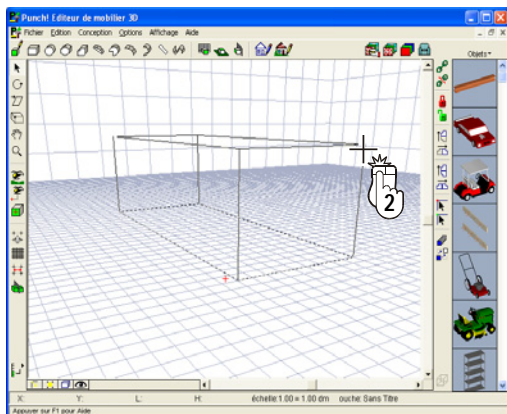 Punch! Editeur de mobilier 3D
Fichier Edition Conception Options Affichage Aide
Objets
2
X: Y: L: H: échelle:1.00 = 1.00 dm ouche: Sans Titre
Appuyer sur F1 pour Aide